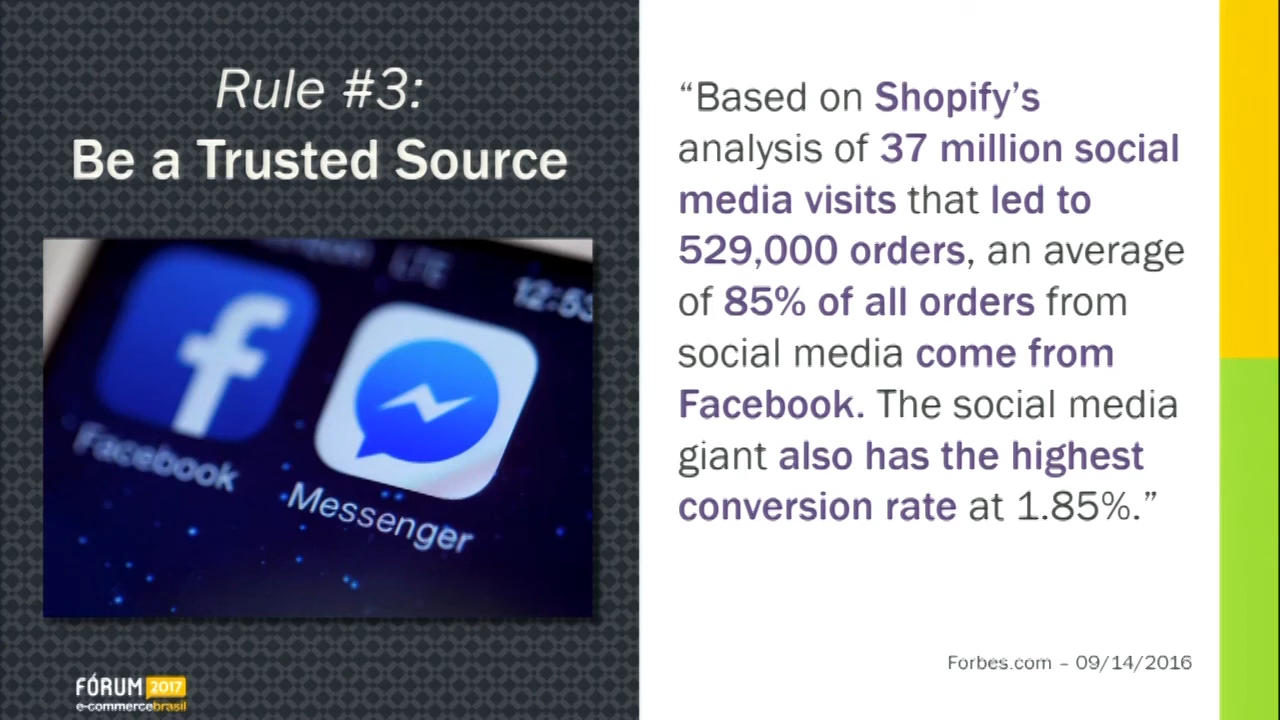 Rule #3:
Be a Trusted Source
LTE
12:53
Facebook
Messenger
FÓRUM 2017
e-commercebrasil
“Based on Shopify’s
analysis of 37 million social
media visits that led to
529,000 orders, an average
of 85% of all orders from
social media come from
Facebook. The social media
giant also has the highest
conversion rate at 1.85%.”
Forbes.com – 09/14/2016